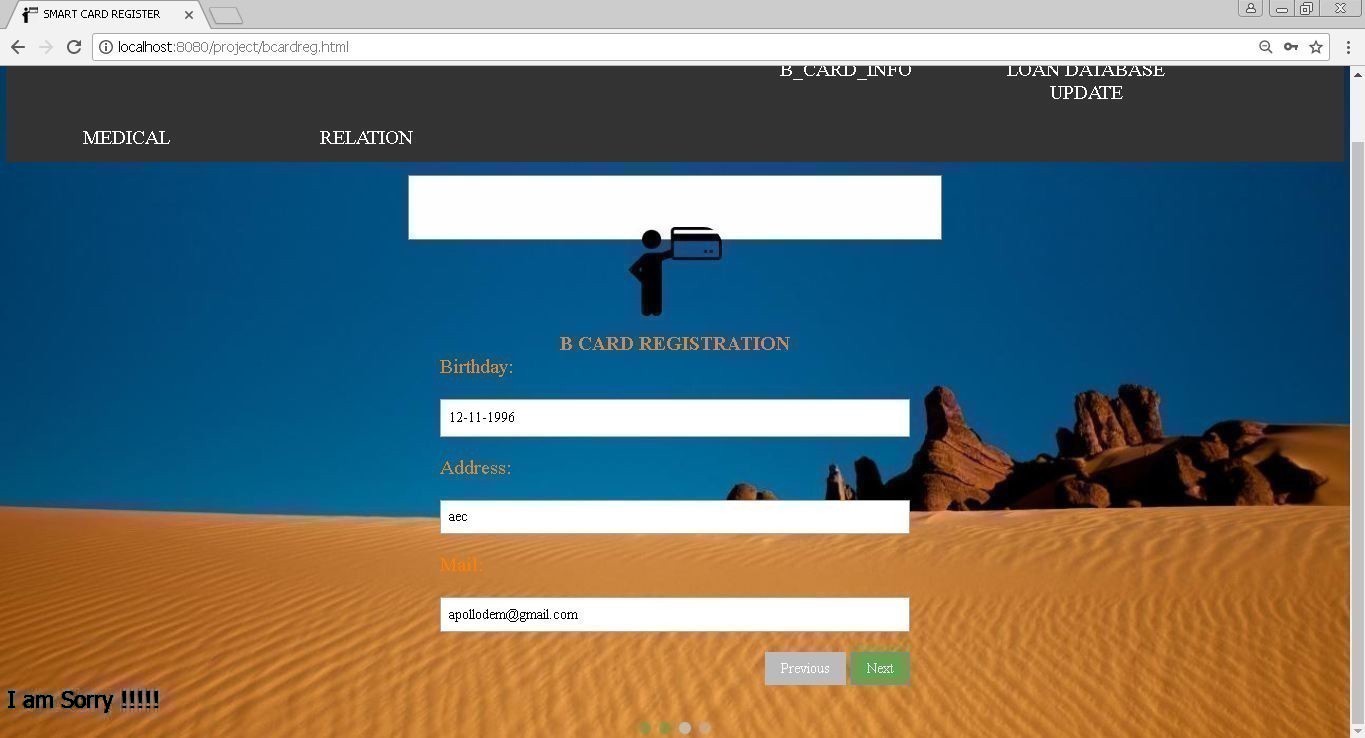 SMART CARD REGISTER
localhost:8080/project/bcardreg.html
B_CARD_INFO
LOAN DATABASE
UPDATE
MEDICAL
RELATION
B CARD REGISTRATION
Birthday:
12-11-1996
Address:
aec
Mail:
apollodem@gmail.com
Previous
Next
I am Sorry !!!!!